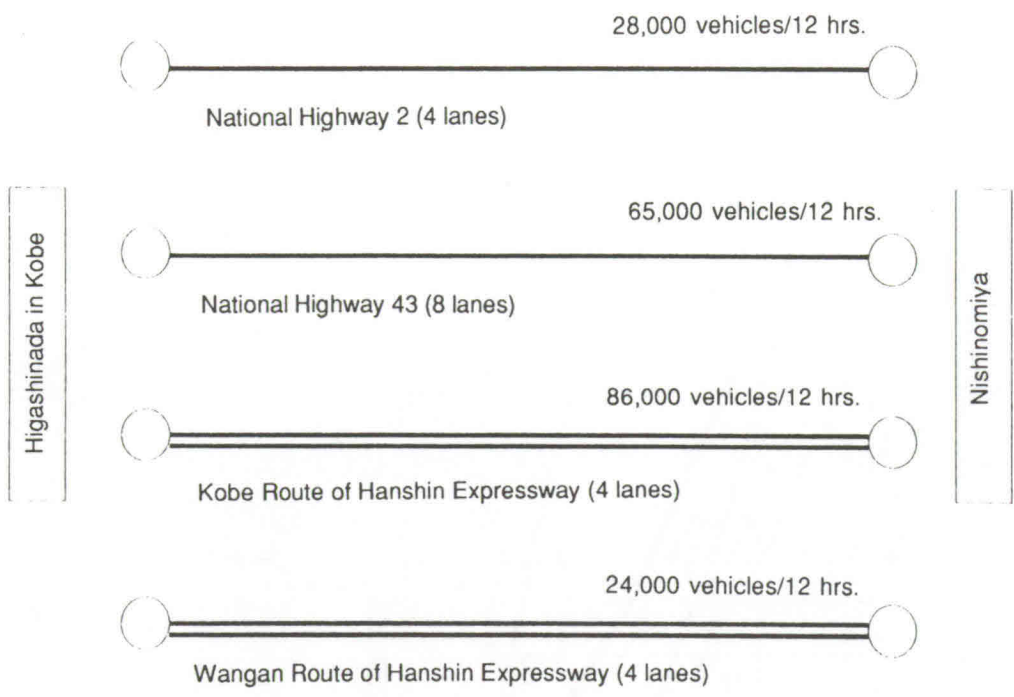 28,000 vehicles/12 hrs.
National Highway 2 (4 lanes)
65,000 vehicles/12 hrs.
National Highway 43 (8 lanes)
Higashinada in Kobe
Nishinomiya
86,000 vehicles/12 hrs.
Kobe Route of Hanshin Expressway (4 lanes)
24,000 vehicles/12 hrs.
Wangan Route of Hanshin Expressway (4 lanes)